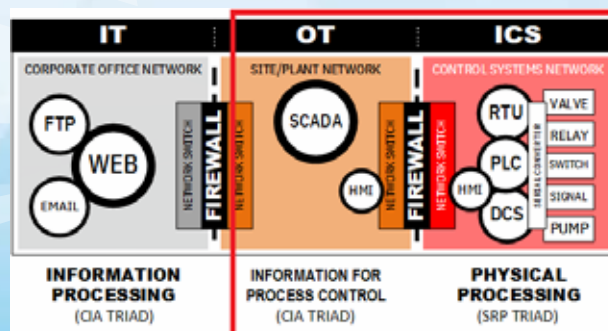 IT
OT
ICS
CORPORATE OFFICE NETWORK
SITE/PLANT NETWORK
CONTROL SYSTEMS NETWORK
FTP
WEB
EMAIL
NETWORK SWITCH
FIREWALL
NETWORK SWITCH
SCADA
HMI
NETWORK SWITCH
FIREWALL
NETWORK SWITCH
RTU
PLC
HMI
DCS
SERIAL CONVERTER
VALVE
RELAY
SWITCH
SIGNAL
PUMP
INFORMATION
PROCESSING
(CIA TRIAD)
INFORMATION FOR
PROCESS CONTROL
(CIA TRIAD)
PHYSICAL
PROCESSING
(SRP TRIAD)